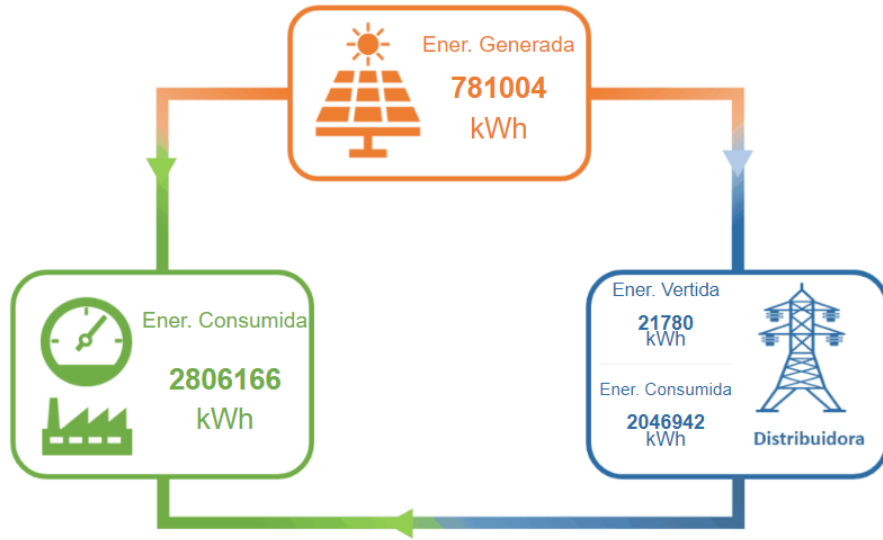 Ener. Generada
781004
kWh
Ener. Consumida
2806166
kWh
Ener. Vertida
21780
kWh
Ener. Consumida
2046942
kWh
Distribuidora